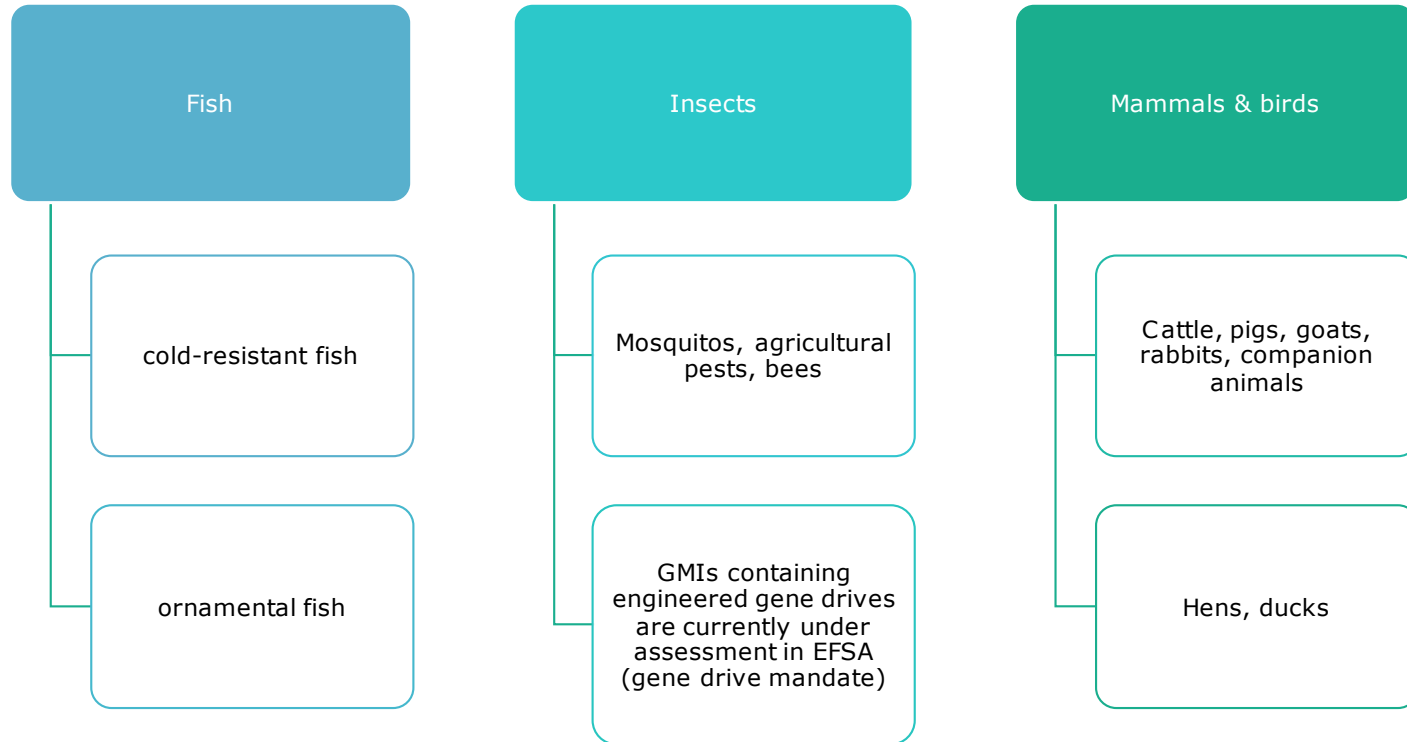 Fish
cold-resistant fish
ornamental fish
Insects
Mosquitos, agricultural
pests, bees
GMIs containing
engineered gene drives
are currently under
assessment in EFSA
(gene drive mandate)
Mammals & birds
Cattle, pigs, goats,
rabbits, companion
animals
Hens, ducks